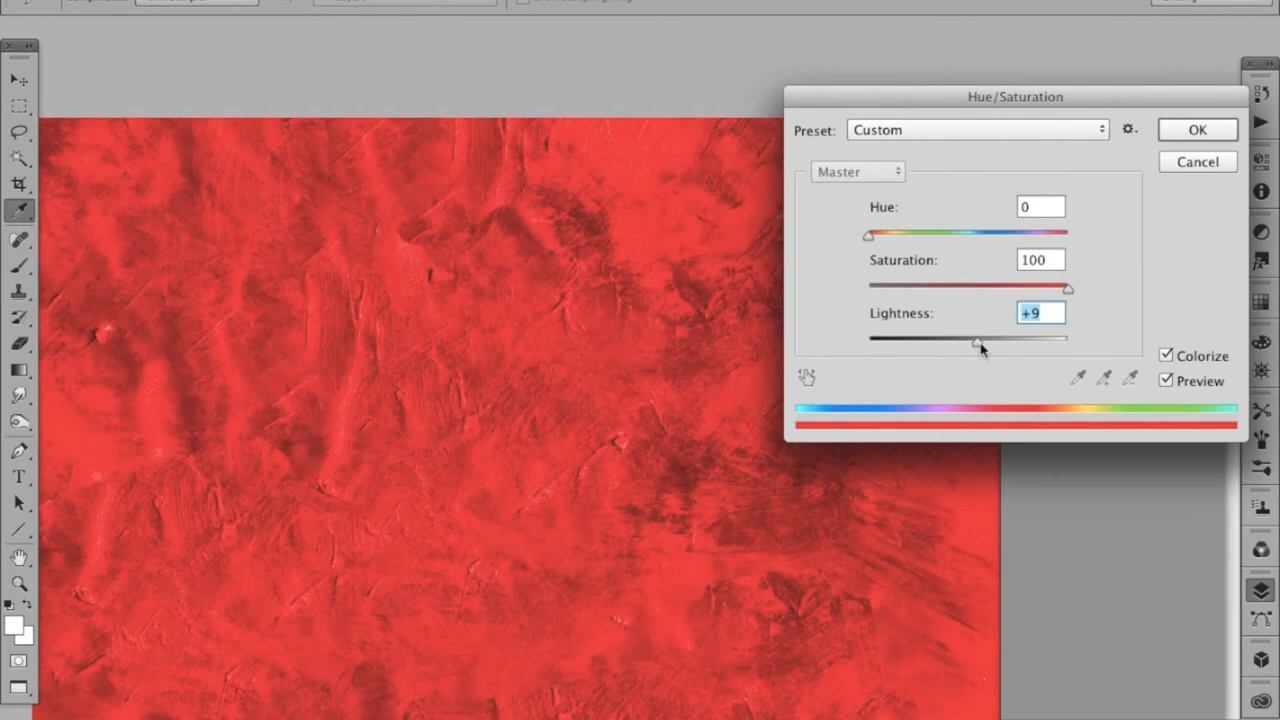 Hue/Saturation
Preset:
Custom
OK
Cancel
Master
Hue:
0
Saturation:
100
Lightness:
+9
Colorize
Preview
T